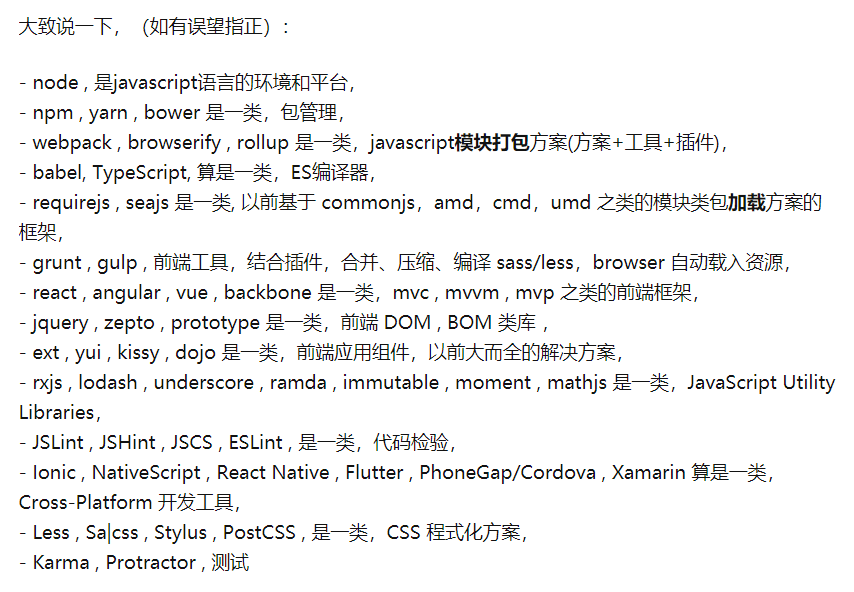 大致说一下，（如有误望指正）：
- node , 是javascript语言的环境和平台，
- npm , yarn , bower 是一类，包管理，
- webpack , browserify , rollup 是一类，javascript模块打包方案(方案+工具+插件)，
- babel, TypeScript, 算是一类，ES编译器，
- requirejs , seajs 是一类, 以前基于 commonjs，amd，cmd，umd 之类的模块类包加载方案的
框架，
- grunt , gulp , 前端工具，结合插件，合并、压缩、编译 sass/less，browser 自动载入资源，
- react , angular , vue , backbone 是一类，mvc , mvvm , mvp 之类的前端框架，
- jquery , zepto , prototype 是一类，前端 DOM , BOM 类库 ，
- ext , yui , kissy , dojo 是一类，前端应用组件，以前大而全的解决方案，
- rxjs , lodash , underscore , ramda , immutable , moment , mathjs 是一类，JavaScript Utility
Libraries，
- JSLint , JSHint , JSCS , ESLint , 是一类，代码检验，
- Ionic , NativeScript , React Native , Flutter , PhoneGap/Cordova , Xamarin 算是一类，
Cross-Platform 开发工具，
- Less , Sa|css , Stylus , PostCSS , 是一类，CSS 程式化方案，
- Karma , Protractor , 测试